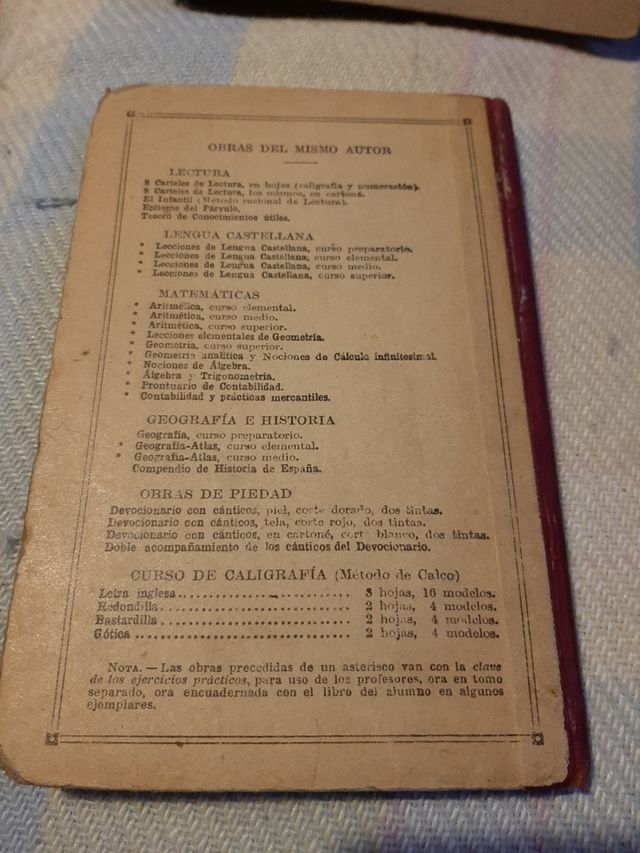 OBRAS DEL MISMO AUTOR
LECTURA
8 Carteles de Lectura, en hojas (caligrafía y numeración).
8 Carteles de Lectura, los mismos, en cartoné.
El Infantil (Método racional de Lectura).
Epítome del Párvulo.
Tesoro de Conocimientos útiles.
LENGUA CASTELLANA
* Lecciones de Lengua Castellana, curso preparatorio.
* Lecciones de Lengua Castellana, curso elemental.
* Lecciones de Lengua Castellana, curso medio.
* Lecciones de Lengua Castellana, curso superior.
MATEMÁTICAS
* Aritmética, curso elemental.
* Aritmética, curso medio.
* Aritmética, curso superior.
* Lecciones elementales de Geometría.
* Geometría, curso superior.
* Geometría analítica y Nociones de Cálculo infinitesimal.
* Nociones de Álgebra.
* Álgebra y Trigonometría.
* Prontuario de Contabilidad.
* Contabilidad y prácticas mercantiles.
GEOGRAFÍA E HISTORIA
Geografía, curso preparatorio.
* Geografía-Atlas, curso elemental.
* Geografía-Atlas, curso medio.
Compendio de Historia de España.
OBRAS DE PIEDAD
Devocionario con cánticos, piel, corte dorado, dos tintas.
Devocionario con cánticos, tela, corte rojo, dos tintas.
Devocionario con cánticos, en cartoné, corte blanco, dos tintas.
Doble acompañamiento de los cánticos del Devocionario.
CURSO DE CALIGRAFÍA (Método de Calco)
Letra inglesa........................ 8 hojas, 16 modelos.
Redondilla........................ 2 hojas, 4 modelos.
Bastardilla........................ 2 hojas, 4 modelos.
Gótica........................ 2 hojas, 4 modelos.
NOTA. — Las obras precedidas de un asterisco van con la clave
de los ejercicios prácticos, para uso de los profesores, ora en tomo
separado, ora encuadernada con el libro del alumno en algunos
ejemplares.